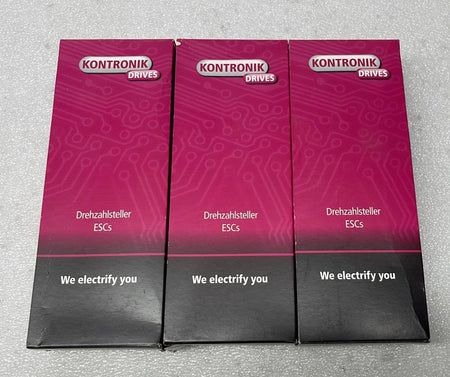 KONTRONIK
DRIVES
Drehzahlsteller
ESCs
We electrify you
KONTRONIK
DRIVES
Drehzahlsteller
ESCs
We electrify you
KONTRONIK
DRIVES
Drehzahlsteller
ESCs
We electrify you